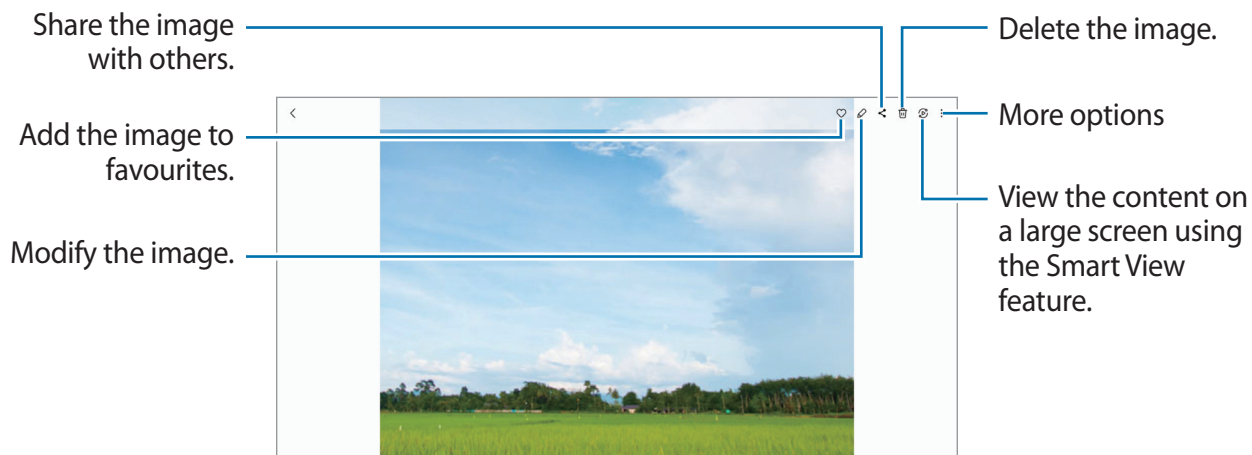 Share the image
with others.
Add the image to
favourites.
Modify the image.
Delete the image.
More options
View the content on
a large screen using
the Smart View
feature.